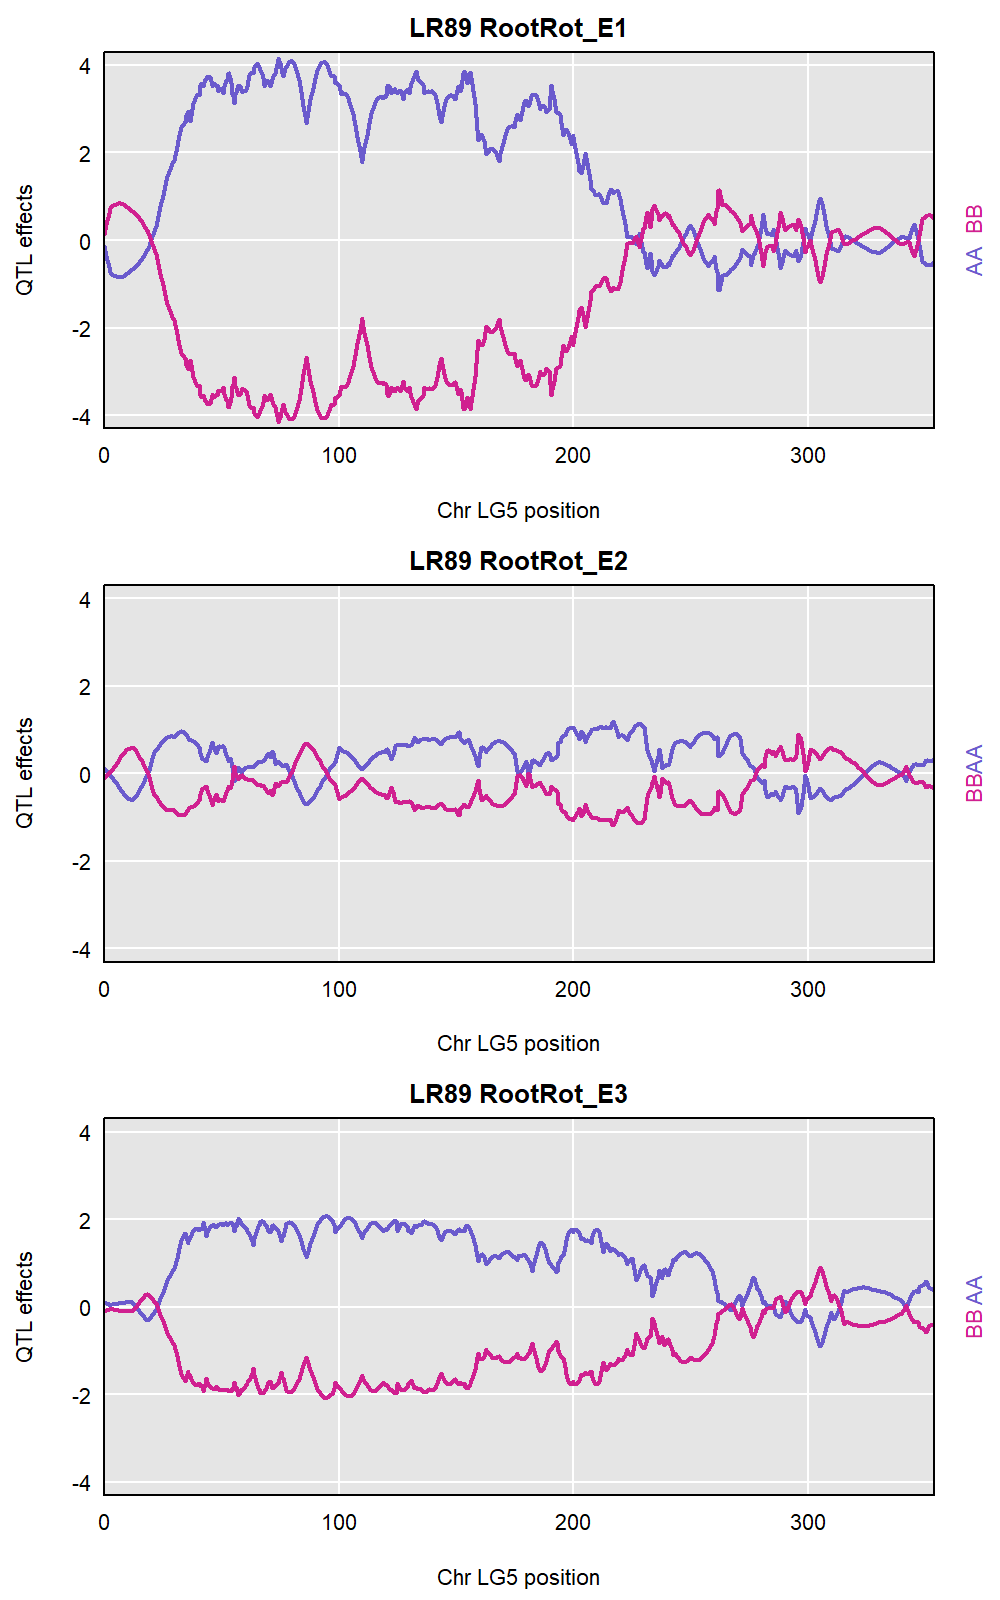 LR89 RootRot_E1
4
2
0
-2
-4
QTL effects
AA BB
0 100 200 300
Chr LG5 position
LR89 RootRot_E2
4
2
0
-2
-4
QTL effects
BBAA
0 100 200 300
Chr LG5 position
LR89 RootRot_E3
4
2
0
-2
-4
QTL effects
BB AA
0 100 200 300
Chr LG5 position